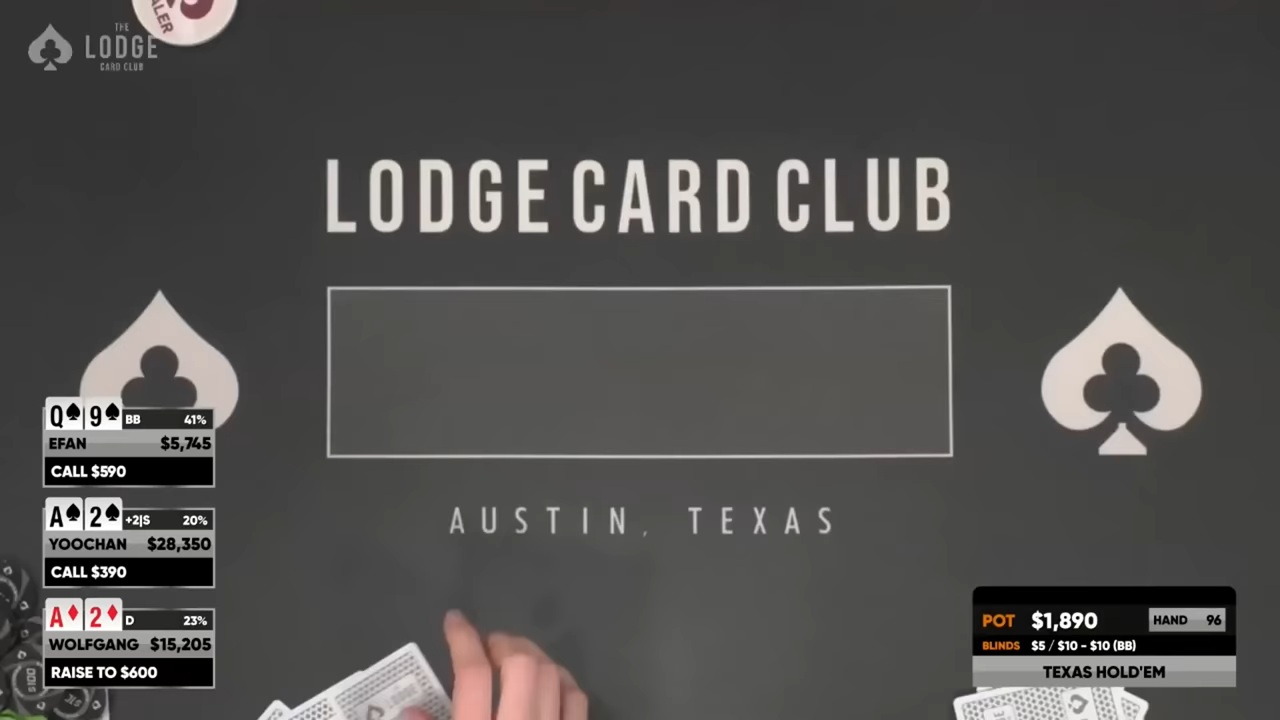 ALER
THE
LODGE
CARD CLUB
LODGE CARD CLUB
AUSTIN, TEXAS
Q♠ 9♠ BB 41%
EFAN $5,745
CALL $590
A♠ 2♠ +2|S 20%
YOOCHAN $28,350
CALL $390
A♦ 2♦ D 23%
WOLFGANG $15,205
RAISE TO $600
POT $1,890 HAND 96
BLINDS $5 / $10 - $10 (BB)
TEXAS HOLD'EM